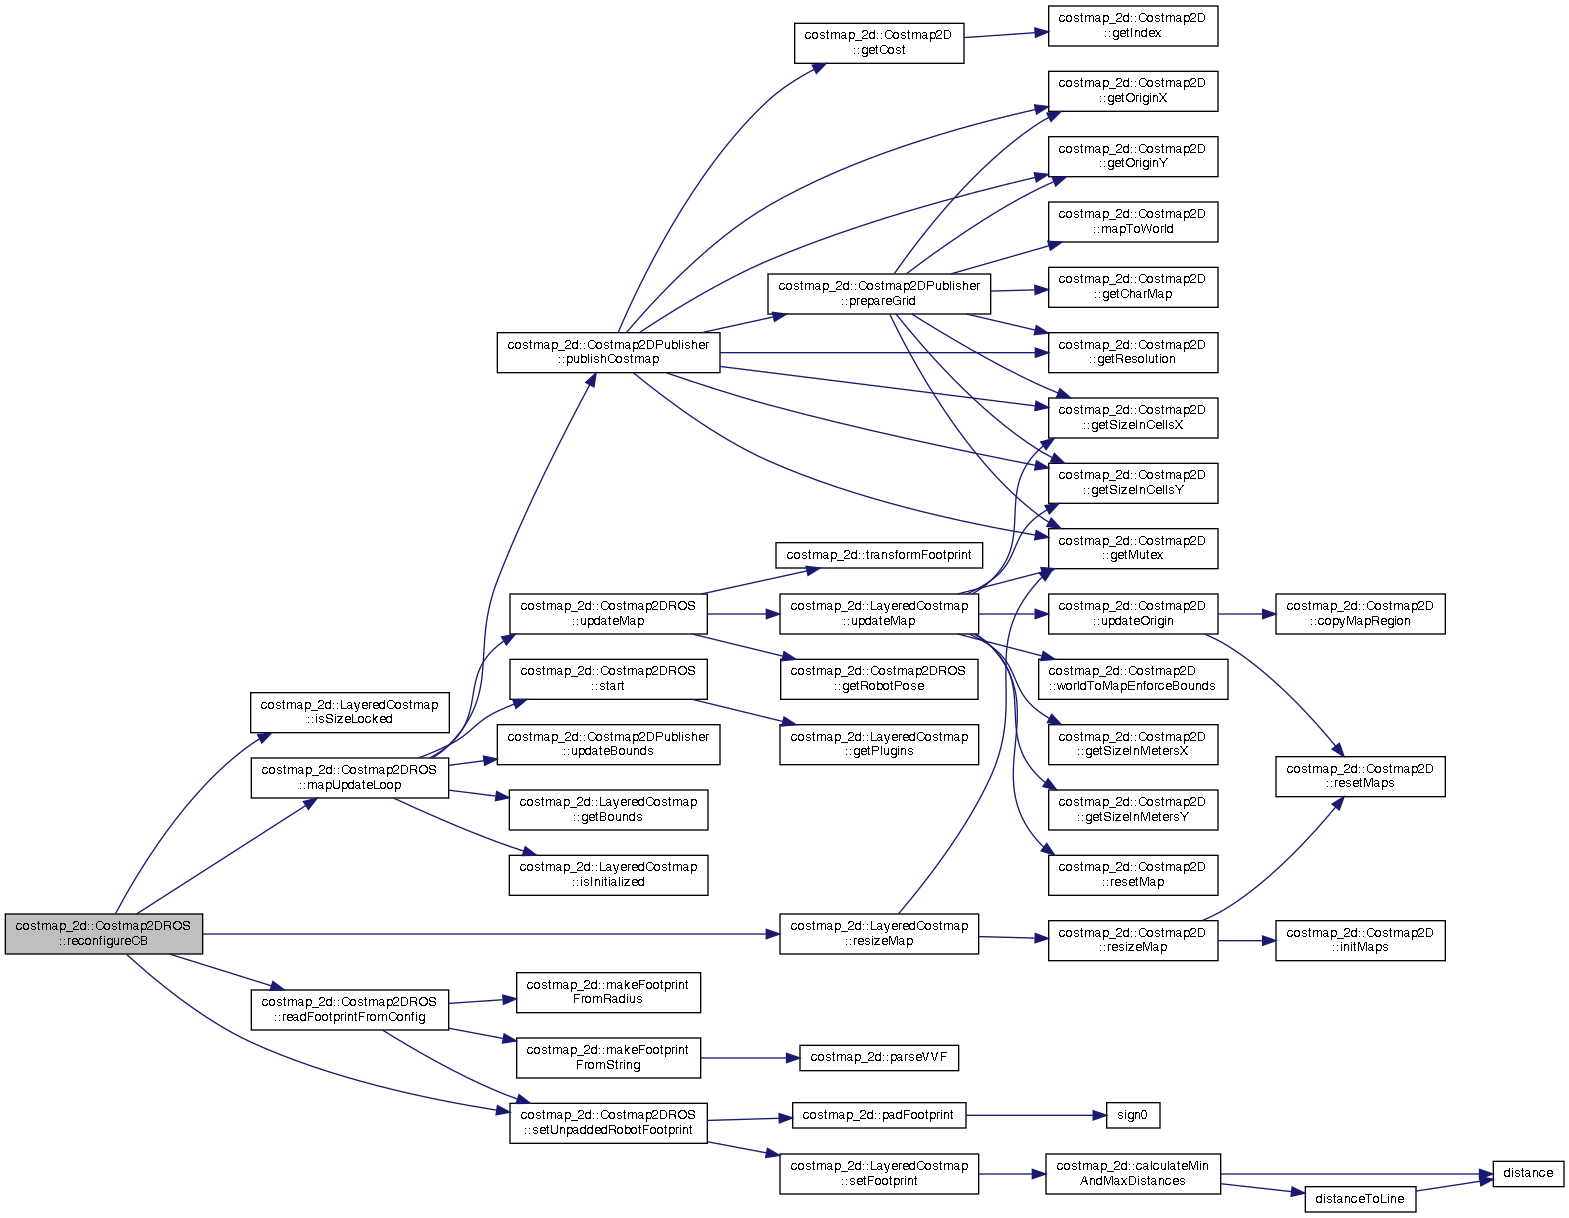 costmap_2d::Costmap2D
::getIndex
costmap_2d::Costmap2D
::getCost
costmap_2d::Costmap2D
::getOriginX
costmap_2d::Costmap2D
::getOriginY
costmap_2d::Costmap2D
::mapToWorld
costmap_2d::Costmap2DPublisher
::prepareGrid
costmap_2d::Costmap2D
::getCharMap
costmap_2d::Costmap2DPublisher
::publishCostmap
costmap_2d::Costmap2D
::getResolution
costmap_2d::Costmap2D
::getSizeInCellsX
costmap_2d::Costmap2D
::getSizeInCellsY
costmap_2d::Costmap2D
::getMutex
costmap_2d::transformFootprint
costmap_2d::Costmap2DROS
::updateMap
costmap_2d::LayeredCostmap
::updateMap
costmap_2d::Costmap2D
::updateOrigin
costmap_2d::Costmap2D
::copyMapRegion
costmap_2d::Costmap2DROS
::start
costmap_2d::Costmap2DROS
::getRobotPose
costmap_2d::Costmap2D
::worldToMapEnforceBounds
costmap_2d::LayeredCostmap
::isSizeLocked
costmap_2d::Costmap2DPublisher
::updateBounds
costmap_2d::LayeredCostmap
::getPlugins
costmap_2d::Costmap2D
::getSizeInMetersX
costmap_2d::Costmap2DROS
::mapUpdateLoop
costmap_2d::Costmap2D
::resetMaps
costmap_2d::LayeredCostmap
::getBounds
costmap_2d::Costmap2D
::getSizeInMetersY
costmap_2d::LayeredCostmap
::isInitialized
costmap_2d::Costmap2D
::resetMap
costmap_2d::Costmap2DROS
::reconfigureCB
costmap_2d::LayeredCostmap
::resizeMap
costmap_2d::Costmap2D
::resizeMap
costmap_2d::Costmap2D
::initMaps
costmap_2d::Costmap2DROS
::readFootprintFromConfig
costmap_2d::makeFootprint
FromRadius
costmap_2d::makeFootprint
FromString
costmap_2d::parseVVF
costmap_2d::Costmap2DROS
::setUnpaddedRobotFootprint
costmap_2d::padFootprint
sign0
costmap_2d::LayeredCostmap
::setFootprint
costmap_2d::calculateMin
AndMaxDistances
distance
distanceToLine